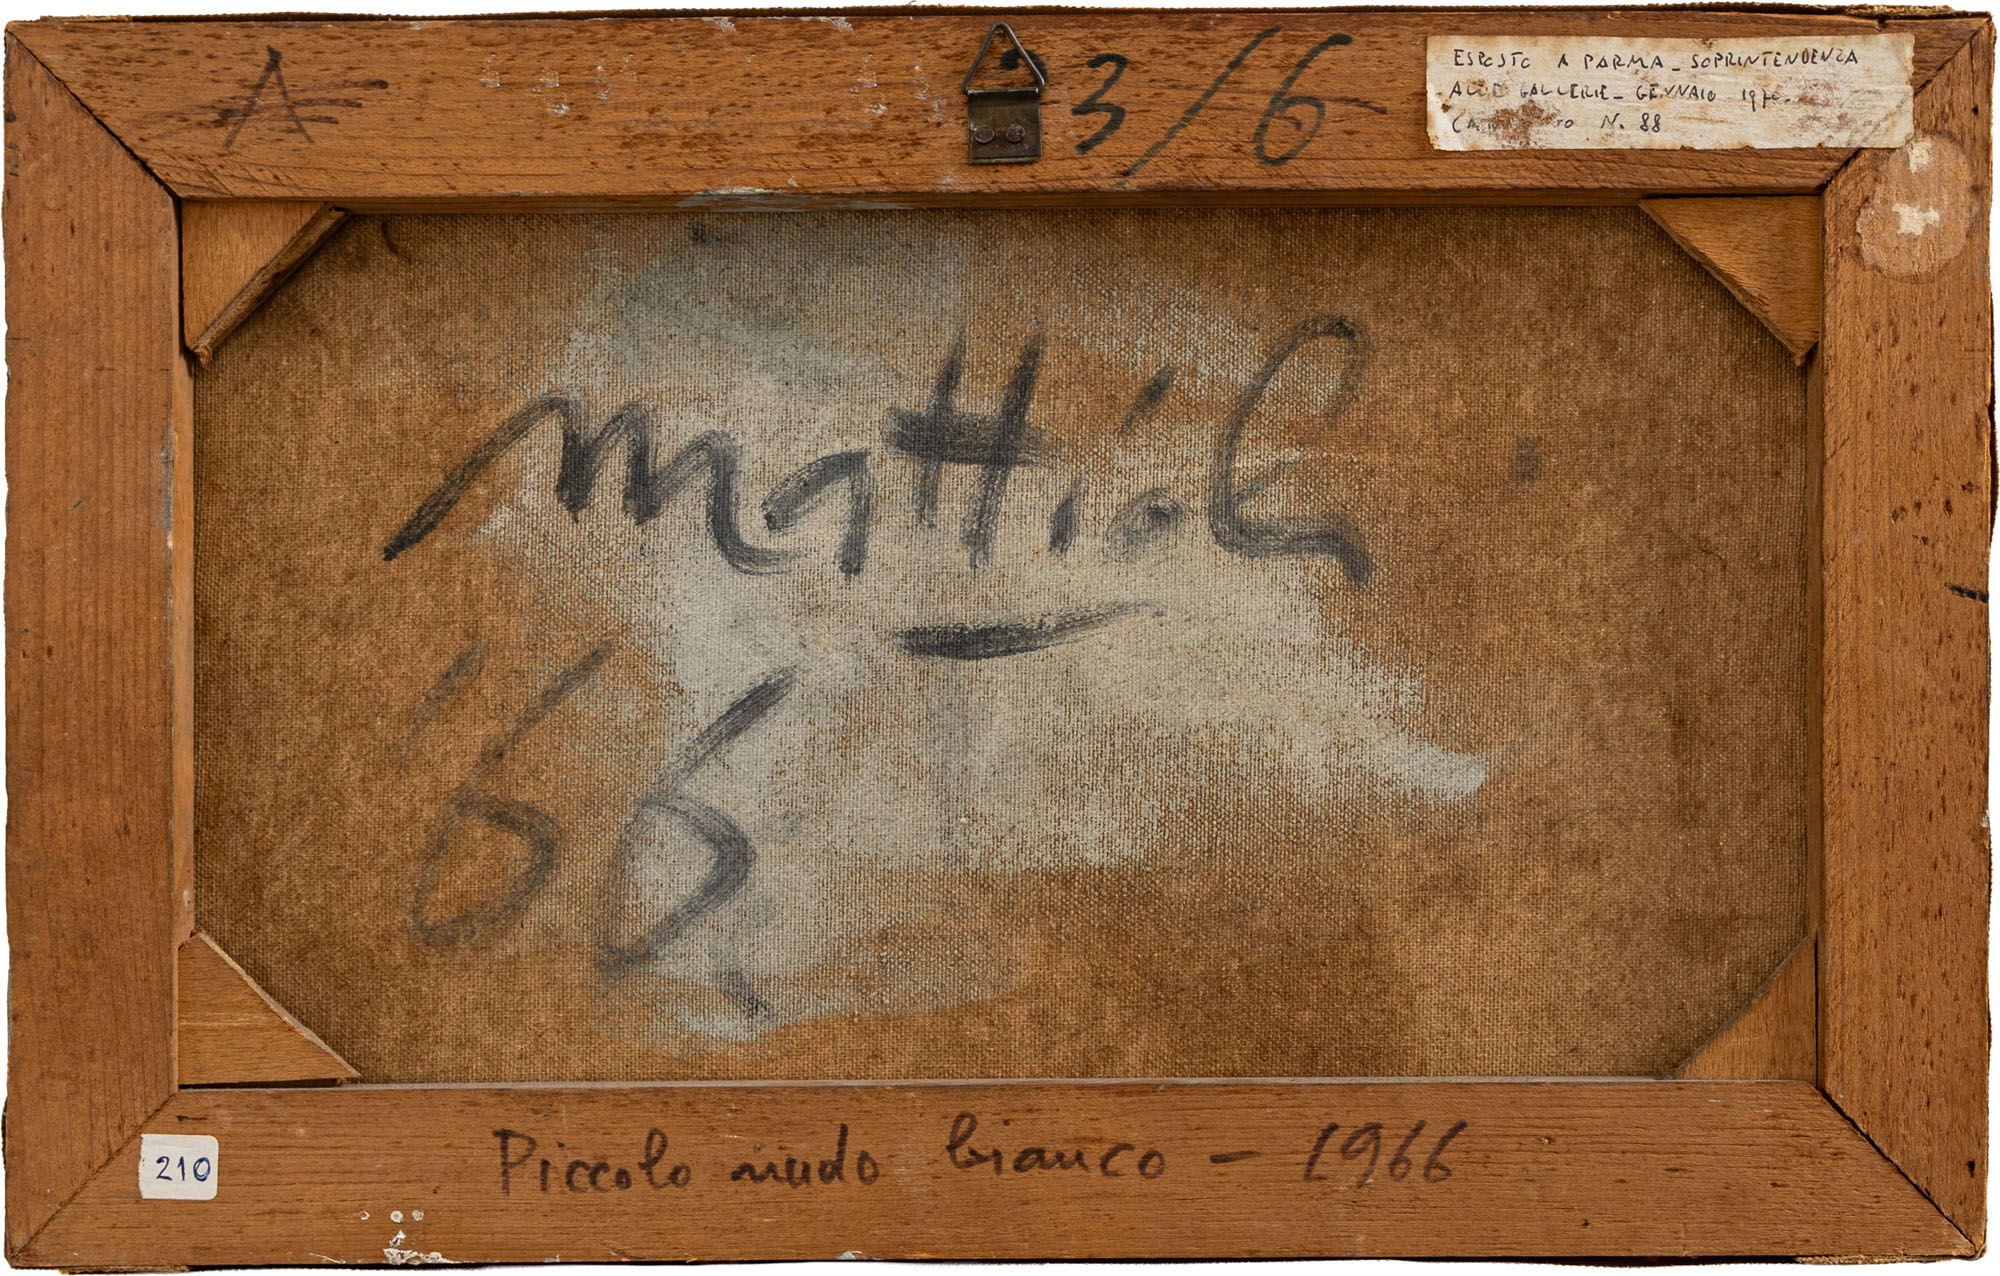 A
3/6
ESPOSTO A PARMA - SOPRINTENDENZA
ALLE GALLERIE - GENNAIO
N. 88
Mattioli
'66
210
Piccolo nudo bianco - 1966